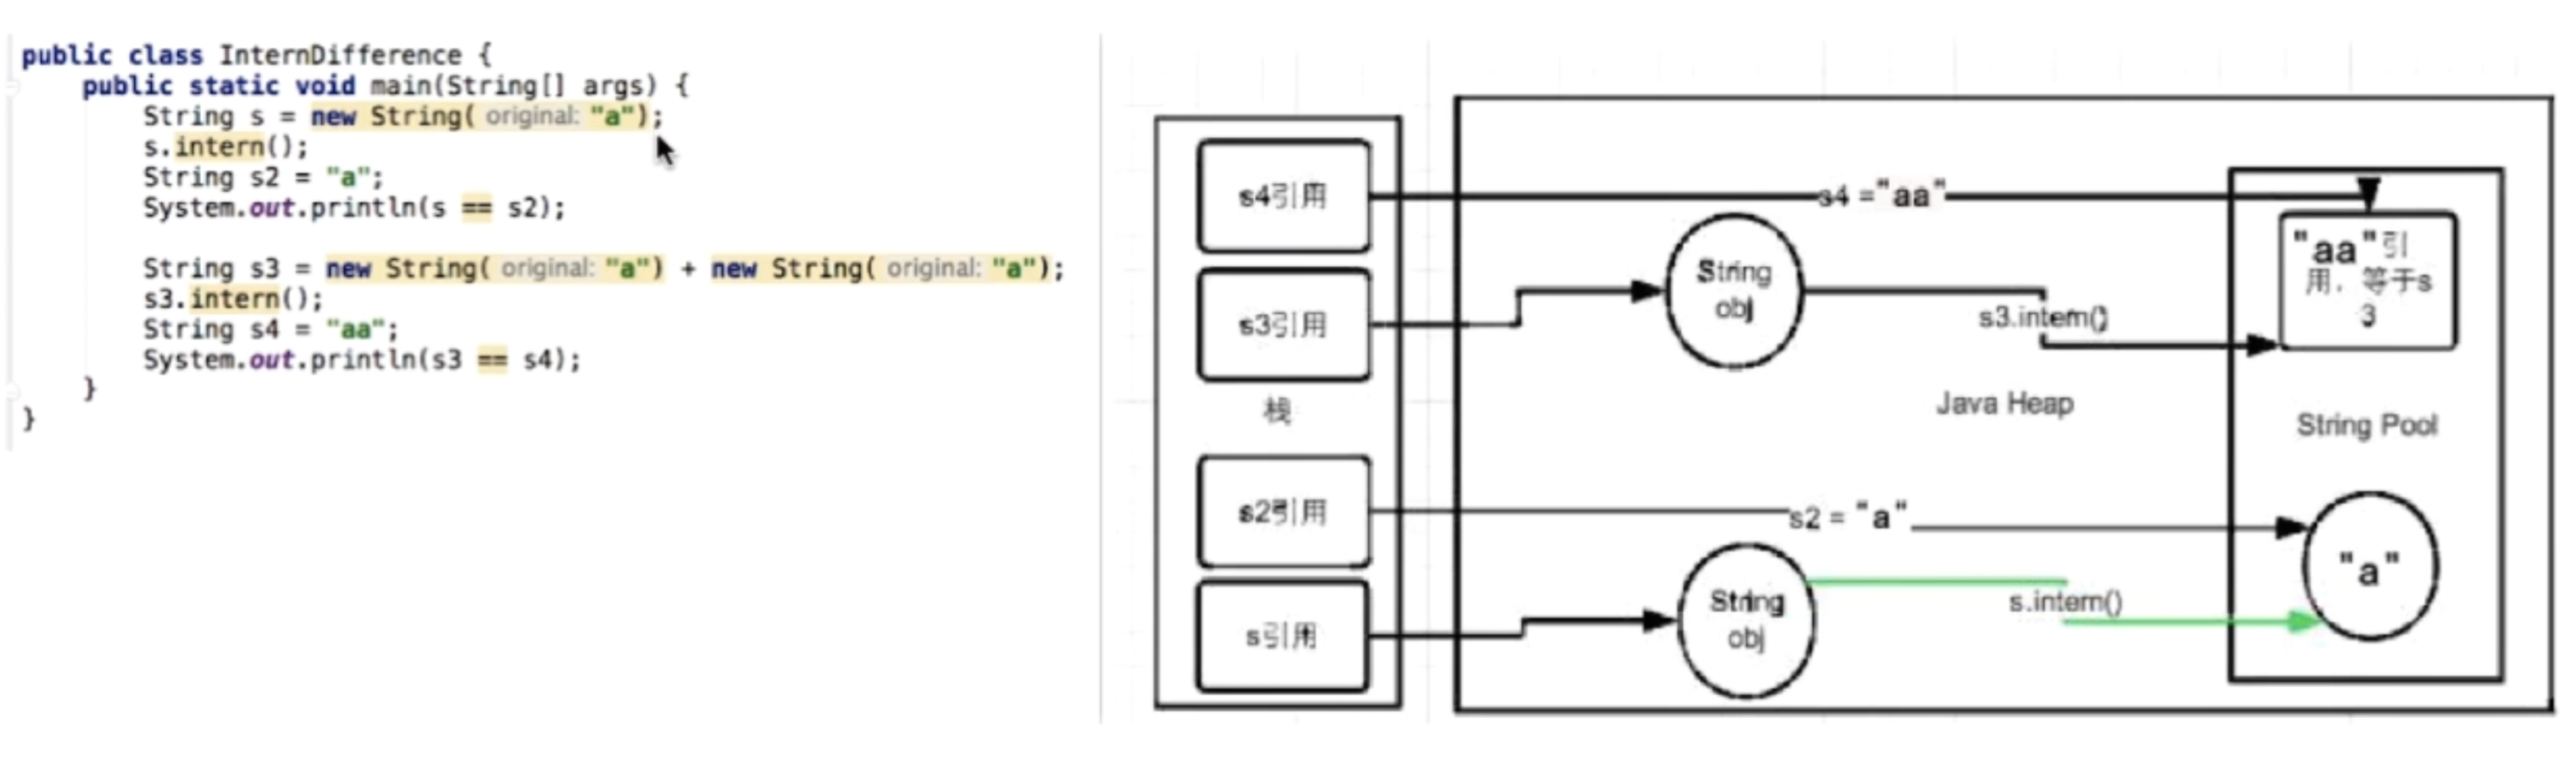 public class InternDifference {
public static void main(String[] args) {
String s = new String( original: "a");
s.intern();
String s2 = "a";
System.out.println(s == s2);
String s3 = new String( original: "a") + new String( original: "a");
s3.intern();
String s4 = "aa";
System.out.println(s3 == s4);
}
}
s4引用
s3引用
栈
s2引用
s引用
s4 ="aa"
String
obj
s3.intern()
Java Heap
s2 = "a"
String
obj
s.intern()
"aa"引
用，等于s
3
String Pool
"a"